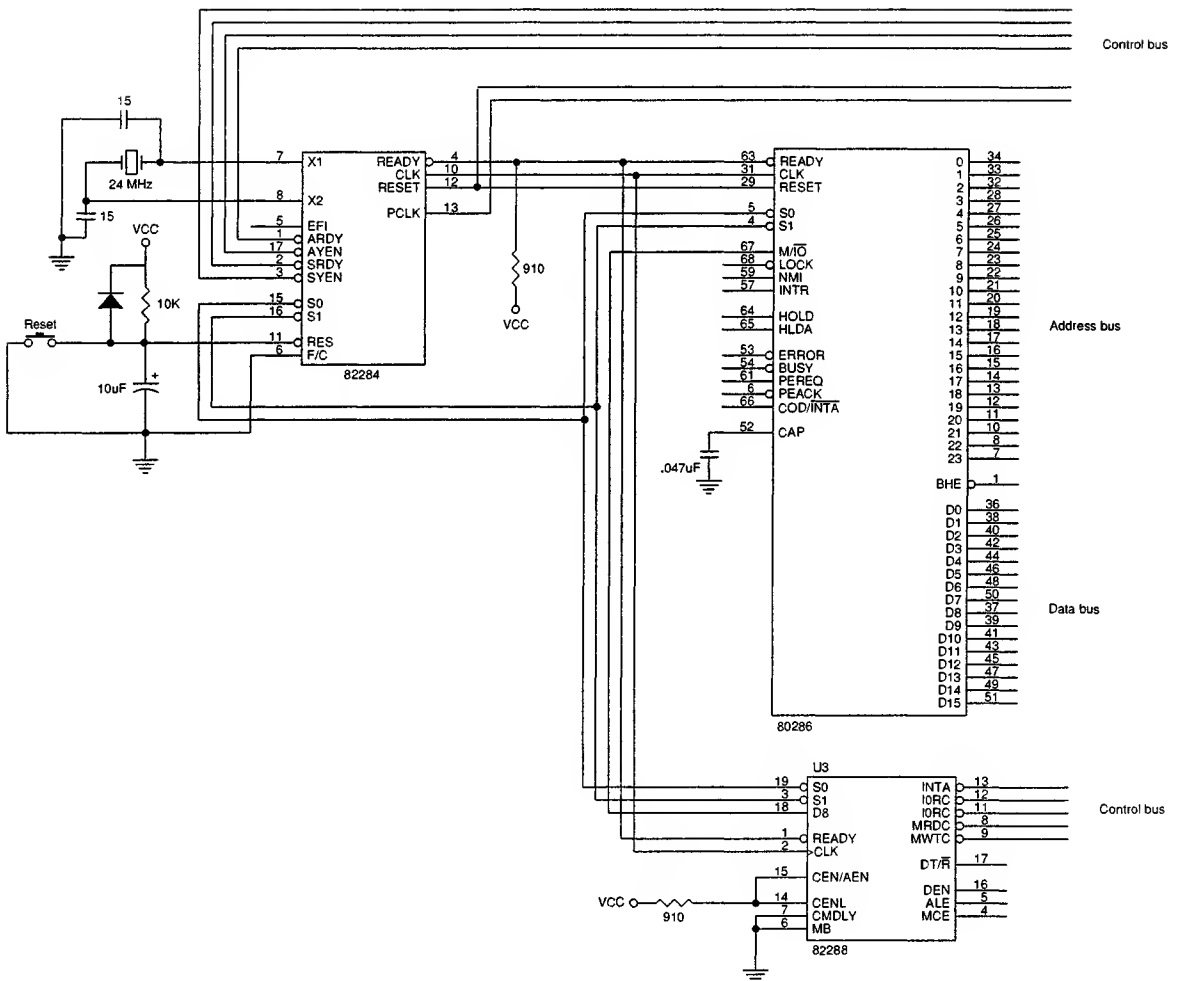 Control bus
15
24 MHz
15
VCC
10K
Reset
10uF
7 X1
8 X2
5 EFI
1 ARDY
17 AYEN
2 SRDY
3 SYEN
15 S0
16 S1
11 RES
6 F/C
READY 4
CLK 10
RESET 12
PCLK 13
82284
910
VCC
63 READY
31 CLK
29 RESET
5 S0
4 S1
67 M/IO
68 LOCK
59 NMI
57 INTR
64 HOLD
65 HLDA
53 ERROR
54 BUSY
61 PEREQ
6 PEACK
66 COD/INTA
52 CAP
.047uF
0 34
1 33
2 32
3 28
4 27
5 26
6 25
7 24
8 23
9 22
10 21
11 20
12 19
13 18
14 17
15 16
16 15
17 14
18 13
19 12
20 11
21 10
22 8
23 7
Address bus
BHE 1
D0 36
D1 38
D2 40
D3 42
D4 44
D5 46
D6 48
D7 50
D8 37
D9 39
D10 41
D11 43
D12 45
D13 47
D14 49
D15 51
Data bus
80286
U3
19 S0
3 S1
18 D8
1 READY
2 CLK
15 CEN/AEN
14 CENL
7 CMDLY
6 MB
VCC
910
INTA 13
I0RC 12
I0RC 11
MRDC 8
MWTC 9
DT/R 17
DEN 16
ALE 5
MCE 4
Control bus
82288